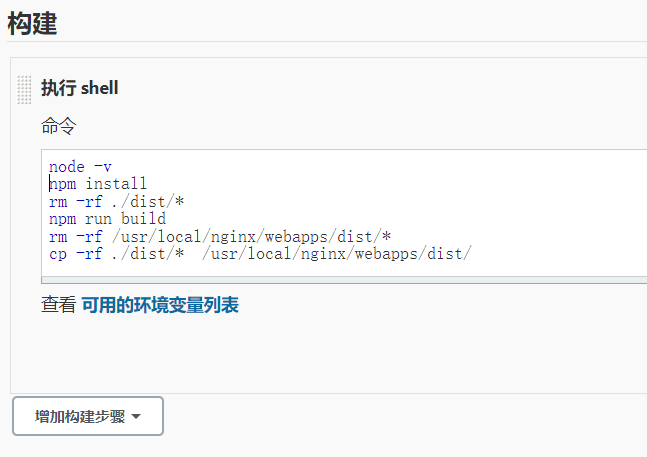 构建
执行 shell
命令
node -v
npm install
rm -rf ./dist/*
npm run build
rm -rf /usr/local/nginx/webapps/dist/*
cp -rf ./dist/*  /usr/local/nginx/webapps/dist/
查看 可用的环境变量列表
增加构建步骤